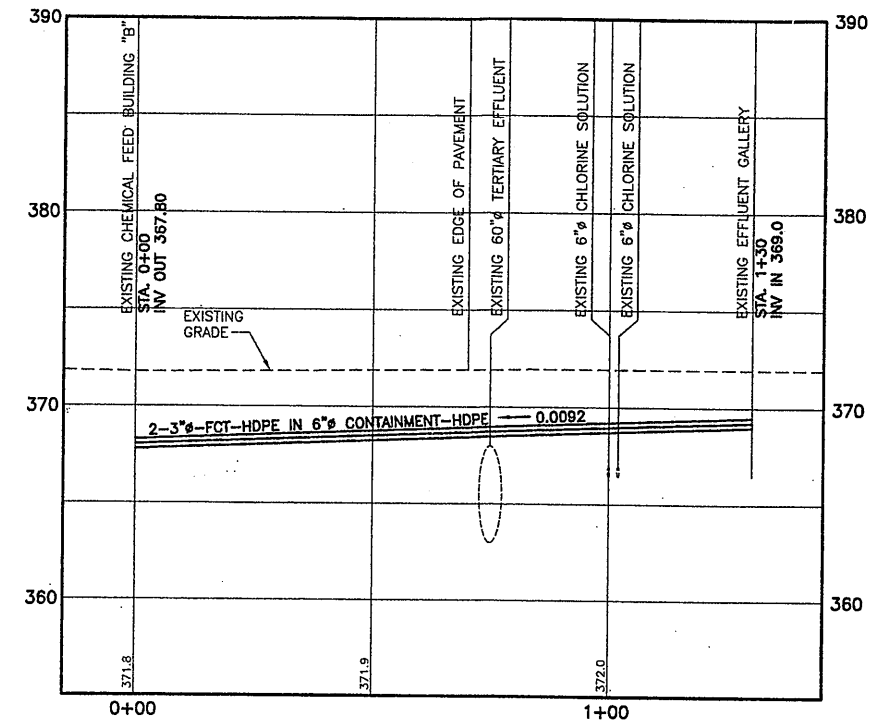 390
390
EXISTING CHEMICAL FEED BUILDING "B"
STA. 0+00
INV OUT 367.80
EXISTING EDGE OF PAVEMENT
EXISTING 60"ø TERTIARY EFFLUENT
EXISTING 6"ø CHLORINE SOLUTION
EXISTING 6"ø CHLORINE SOLUTION
EXISTING EFFLUENT GALLERY
STA. 1+30
INV IN 369.0
380
380
EXISTING
GRADE
370
370
2-3"ø-FCT-HDPE IN 6"ø CONTAINMENT-HDPE
0.0092
360
360
371.8
371.9
372.0
0+00
1+00